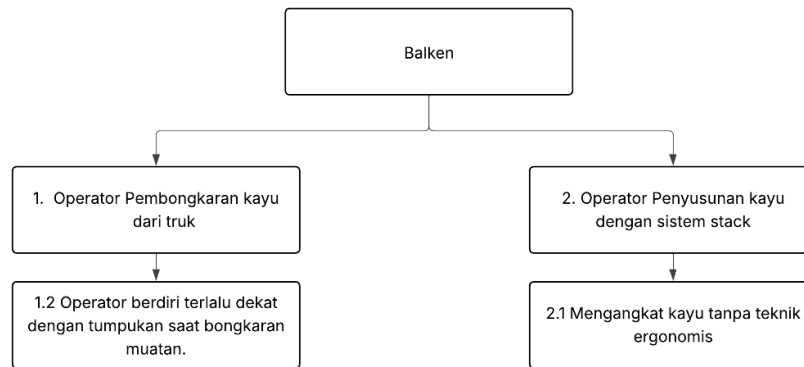 Balken
1. Operator Pembongkaran kayu
dari truk
2. Operator Penyusunan kayu
dengan sistem stack
1.2 Operator berdiri terlalu dekat
dengan tumpukan saat bongkaran
muatan.
2.1 Mengangkat kayu tanpa teknik
ergonomis